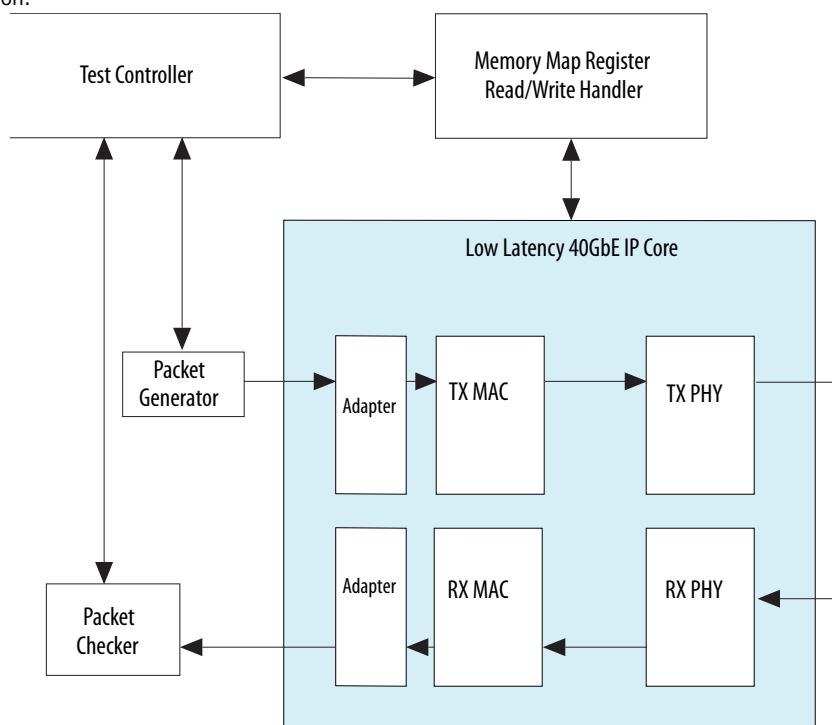 Test Controller
Memory Map Register
Read/Write Handler
Low Latency 40GbE IP Core
Packet
Generator
Adapter
TX MAC
TX PHY
Adapter
RX MAC
RX PHY
Packet
Checker